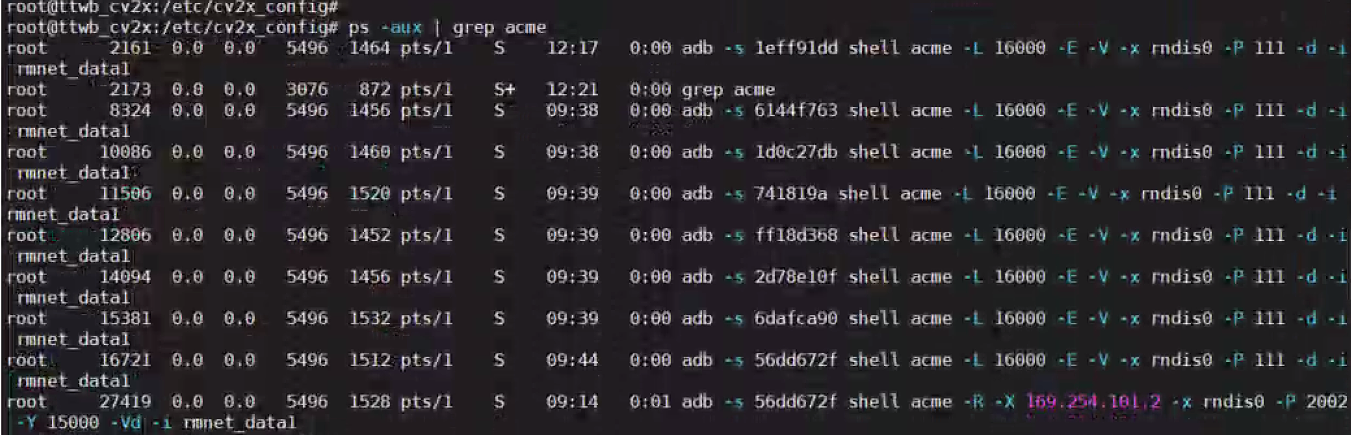 root@ttwb_cv2x:/etc/cv2x_config#
root@ttwb_cv2x:/etc/cv2x_config# ps -aux | grep acme
root 2161 0.0 0.0 5496 1464 pts/1 S 12:17 0:00 adb -s 1eff91dd shell acme -L 16000 -E -V -x rndis0 -P 111 -d -i
rmnet_data1
root 2173 0.0 0.0 3076 872 pts/1 S+ 12:21 0:00 grep acme
root 8324 0.0 0.0 5496 1456 pts/1 S 09:38 0:00 adb -s 6144f763 shell acme -L 16000 -E -V -x rndis0 -P 111 -d -i
rmnet_data1
root 10086 0.0 0.0 5496 1460 pts/1 S 09:38 0:00 adb -s 1d0c27db shell acme -L 16000 -E -V -x rndis0 -P 111 -d -i
rmnet_data1
root 11506 0.0 0.0 5496 1520 pts/1 S 09:39 0:00 adb -s 741819a shell acme -L 16000 -E -V -x rndis0 -P 111 -d -i
rmnet_data1
root 12806 0.0 0.0 5496 1452 pts/1 S 09:39 0:00 adb -s ff18d368 shell acme -L 16000 -E -V -x rndis0 -P 111 -d -i
rmnet_data1
root 14094 0.0 0.0 5496 1456 pts/1 S 09:39 0:00 adb -s 2d78e10f shell acme -L 16000 -E -V -x rndis0 -P 111 -d -i
rmnet_data1
root 15381 0.0 0.0 5496 1532 pts/1 S 09:39 0:00 adb -s 6dafca90 shell acme -L 16000 -E -V -x rndis0 -P 111 -d -i
rmnet_data1
root 16721 0.0 0.0 5496 1512 pts/1 S 09:44 0:00 adb -s 56dd672f shell acme -L 16000 -E -V -x rndis0 -P 111 -d -i
rmnet_data1
root 27419 0.0 0.0 5496 1528 pts/1 S 09:14 0:01 adb -s 56dd672f shell acme -R -X 169.254.101.2 -x rndis0 -P 2002
-Y 15000 -Vd -i rmnet_data1